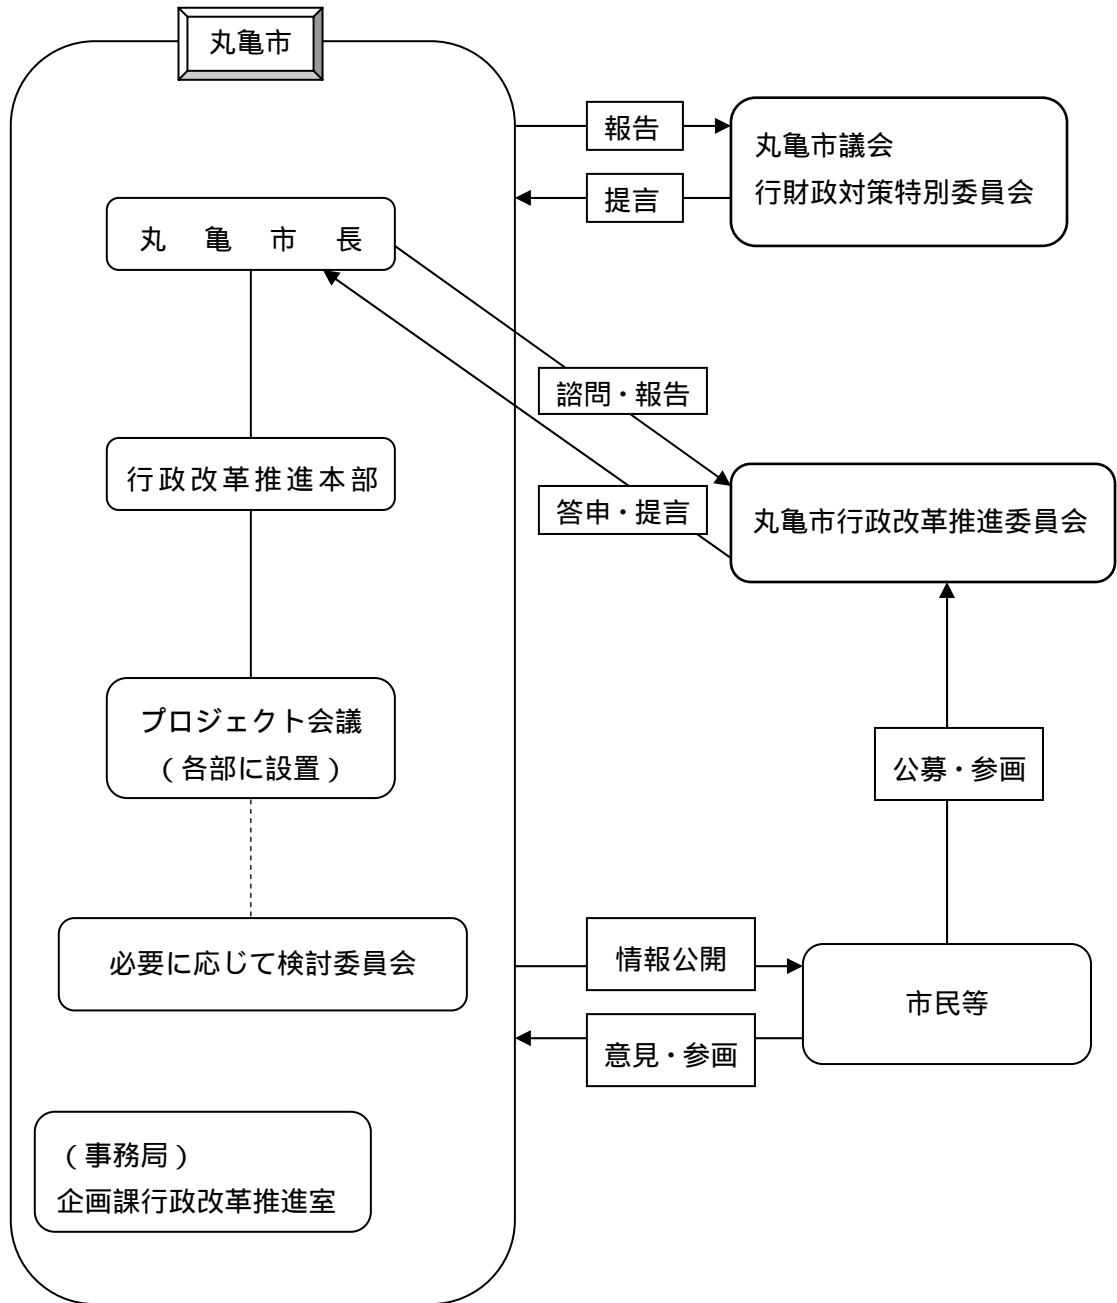 丸亀市
報告
丸亀市議会
行財政対策特別委員会
提言
丸亀市長
諮問・報告
行政改革推進本部
答申・提言
丸亀市行政改革推進委員会
プロジェクト会議
（各部に設置）
公募・参画
必要に応じて検討委員会
情報公開
市民等
意見・参画
（事務局）
企画課行政改革推進室